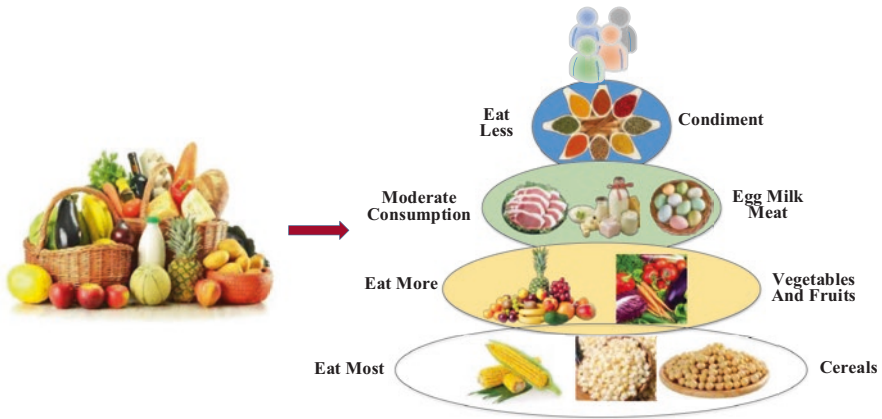 Eat
Less
Condiment
Moderate
Consumption
Egg Milk
Meat
Eat More
Vegetables
And Fruits
Eat Most
Cereals